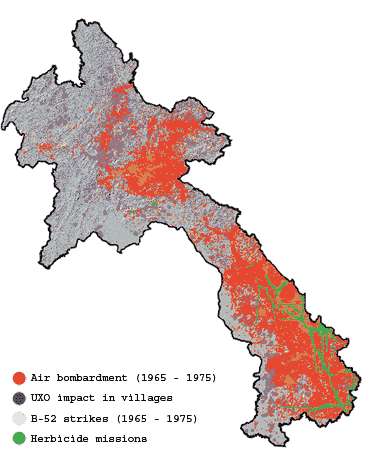 Air bombardment (1965 - 1975)
UXO impact in villages
B-52 strikes (1965 - 1975)
Herbicide missions